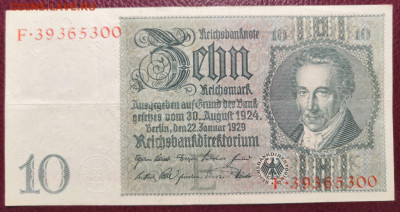 F·39365300
Reichsbanknote
10 10
Zehn
Reichsmark
Ausgegeben auf Grund des Bank
gesetzes vom 30. August 1924.
Berlin, den 22. Januar 1929
Reichsbankdirektorium
10
F·39365300